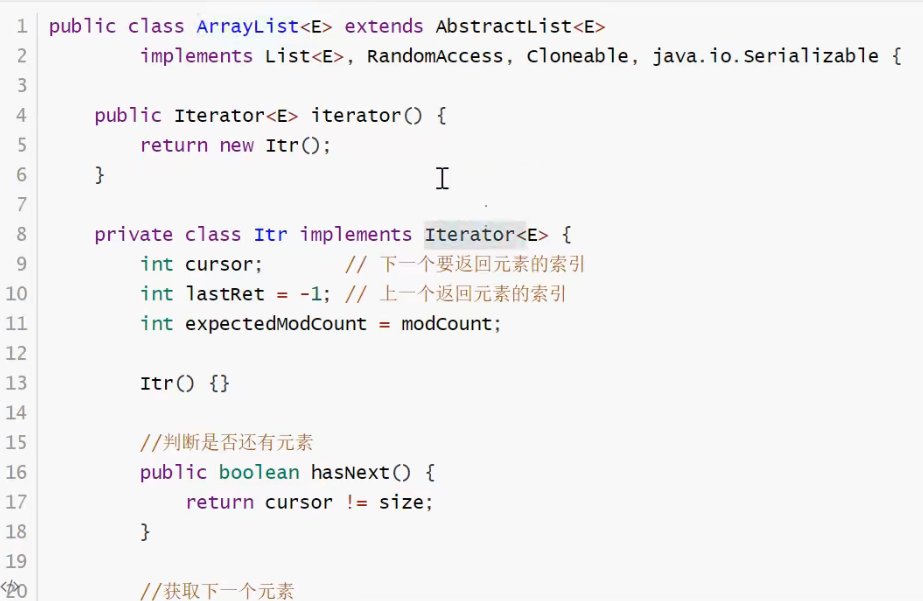 1 public class ArrayList<E> extends AbstractList<E>
2 implements List<E>, RandomAccess, Cloneable, java.io.Serializable {
3
4 public Iterator<E> iterator() {
5 return new Itr();
6 }
7
8 private class Itr implements Iterator<E> {
9 int cursor; // 下一个要返回元素的索引
10 int lastRet = -1; // 上一个返回元素的索引
11 int expectedModCount = modCount;
12
13 Itr() {}
14
15 //判断是否还有元素
16 public boolean hasNext() {
17 return cursor != size;
18 }
19
20 //获取下一个元素